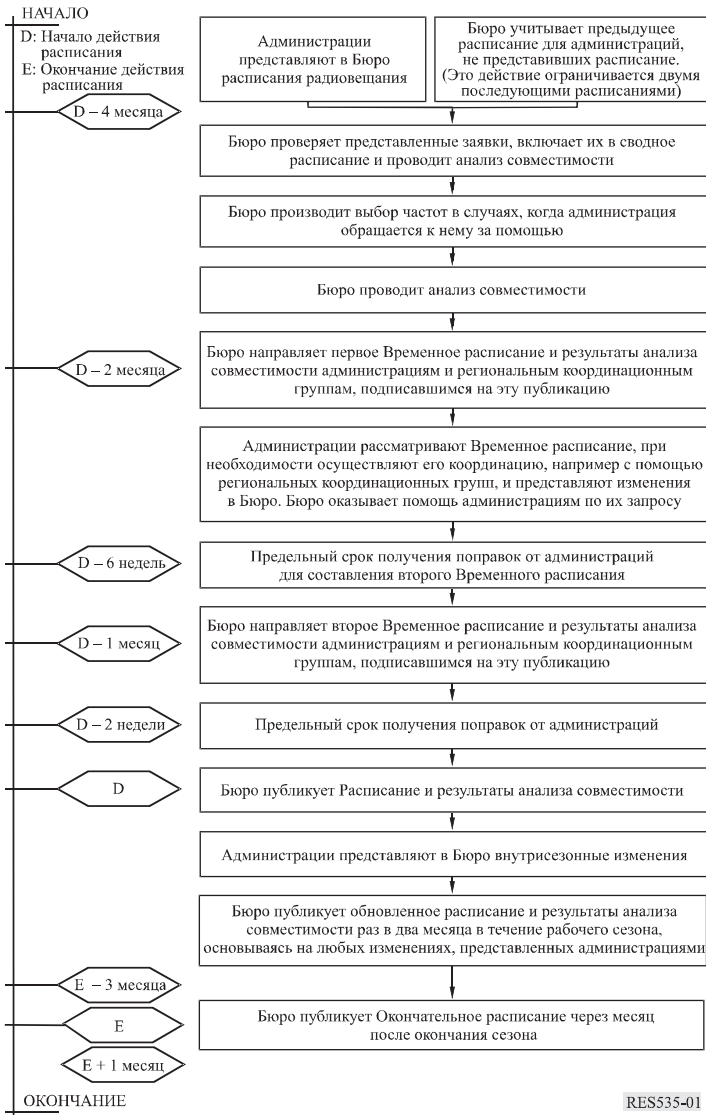 НАЧАЛО
D: Начало действия
расписания
E: Окончание действия
расписания
Администрации
представляют в Бюро
расписания радиовещания
Бюро учитывает предыдущее
расписание для администраций,
не представивших расписание.
(Это действие ограничивается двумя
последующими расписаниями)
D – 4 месяца
Бюро проверяет представленные заявки, включает их в сводное
расписание и проводит анализ совместимости
Бюро производит выбор частот в случаях, когда администрация
обращается к нему за помощью
Бюро проводит анализ совместимости
D – 2 месяца
Бюро направляет первое Временное расписание и результаты анализа
совместимости администрациям и региональным координационным
группам, подписавшимся на эту публикацию
Администрации рассматривают Временное расписание, при
необходимости осуществляют его координацию, например с помощью
региональных координационных групп, и представляют изменения
в Бюро. Бюро оказывает помощь администрациям по их запросу
D – 6 недель
Предельный срок получения поправок от администраций
для составления второго Временного расписания
D – 1 месяц
Бюро направляет второе Временное расписание и результаты анализа
совместимости администрациям и региональным координационным
группам, подписавшимся на эту публикацию
D – 2 недели
Предельный срок получения поправок от администраций
D
Бюро публикует Расписание и результаты анализа совместимости
Администрации представляют в Бюро внутрисезонные изменения
Бюро публикует обновленное расписание и результаты анализа
совместимости раз в два месяца в течение рабочего сезона,
основываясь на любых изменениях, представленных администрациями
E – 3 месяца
E
Бюро публикует Окончательное расписание через месяц
после окончания сезона
E + 1 месяц
ОКОНЧАНИЕ
RES535-01